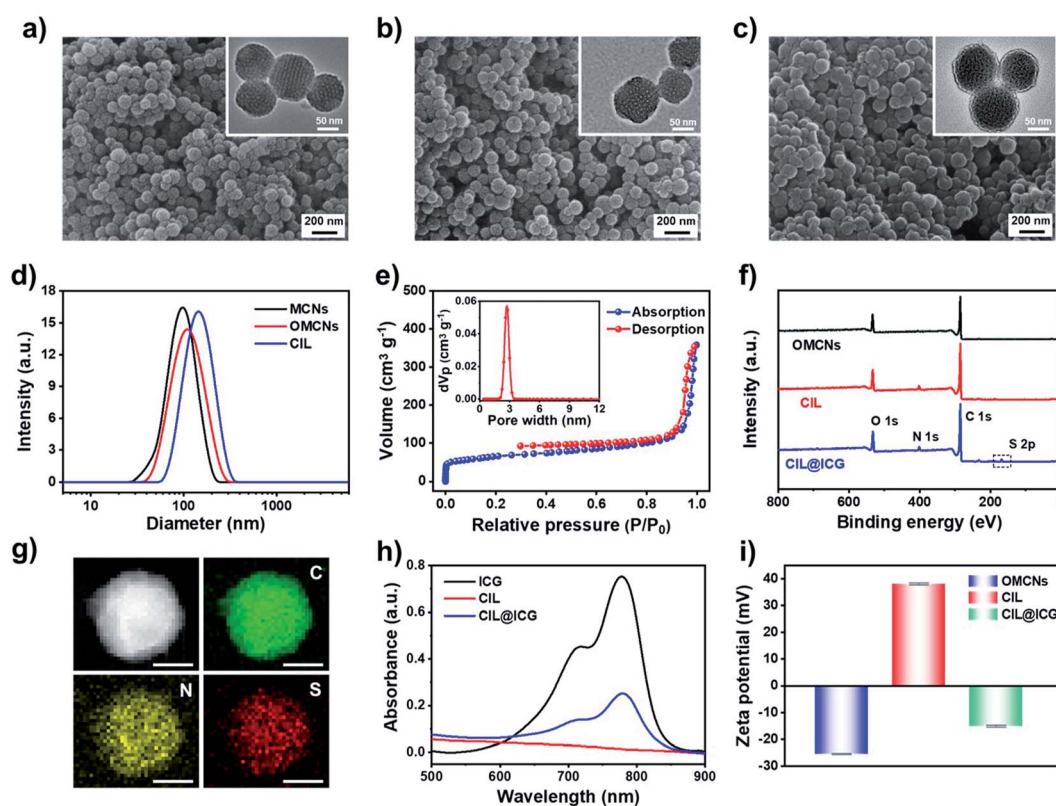 a)
50 nm
200 nm
b)
50 nm
200 nm
c)
50 nm
200 nm
d)
18
15
12
9
6
3
0
Intensity (a.u.)
MCNs
OMCNs
CIL
10
100
1000
Diameter (nm)
e)
500
400
300
200
100
0
Volume (cm³ g⁻¹)
0.06
0.04
0.02
0.00
dVp (cm³ g⁻¹)
0 3 6 9 12
Pore width (nm)
Absorption
Desorption
0.0 0.2 0.4 0.6 0.8 1.0
Relative pressure (P/P₀)
f)
Intensity (a.u.)
OMCNs
CIL
CIL@ICG
O 1s
N 1s
C 1s
S 2p
800 600 400 200
Binding energy (eV)
g)
C
N
S
h)
0.8
0.6
0.4
0.2
0.0
Absorbance (a.u.)
ICG
CIL
CIL@ICG
500 600 700 800 900
Wavelength (nm)
i)
40
30
20
10
0
-10
-20
-30
Zeta potential (mV)
OMCNs
CIL
CIL@ICG